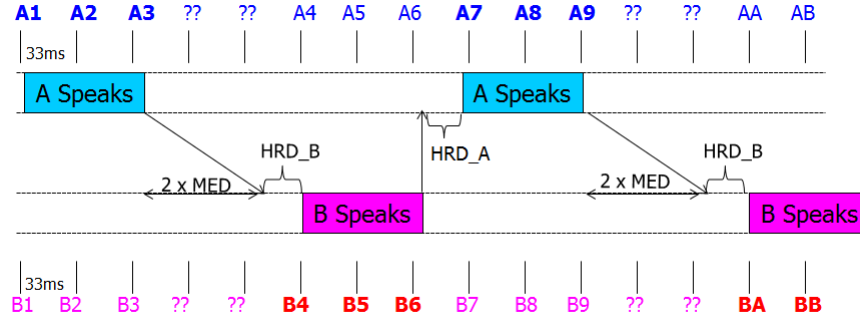 A1 A2 A3 ?? ?? A4 A5 A6 A7 A8 A9 ?? ?? AA AB
33ms
A Speaks A Speaks
HRD_B HRD_A HRD_B
2 x MED 2 x MED
B Speaks B Speaks
33ms
B1 B2 B3 ?? ?? B4 B5 B6 B7 B8 B9 ?? ?? BA BB